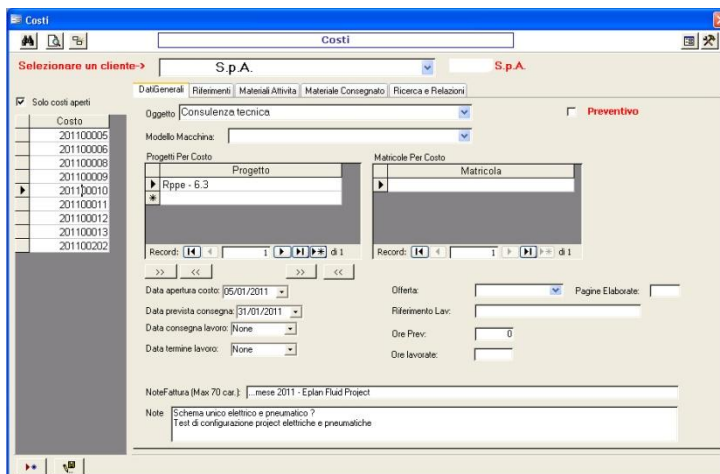 Costi
Costi
Selezionare un cliente-> S.p.A. S.p.A.
DatiGenerali Riferimenti Materiali Attivita Materiale Consegnato Ricerca e Relazioni
Solo costi aperti
Costo
201100005
201100006
201100008
201100009
201100010
201100011
201100012
201100013
201100202
Oggetto Consulenza tecnica Preventivo
Modello Macchina:
Progetti Per Costo Matricole Per Costo
Progetto Matricola
Rppe - 6.3
Record: 1 di 1 Record: 1 di 1
>> << >> <<
Data apertura costo: 05/01/2011 Offerta: Pagine Elaborate:
Data prevista consegna: 31/01/2011 Riferimento Lav:
Data consegna lavoro: None Ore Prev: 0
Data termine lavoro: None Ore lavorate:
NoteFattura (Max 70 car.): ...mese 2011 - Eplan Fluid Project
Note Schema unico elettrico e pneumatico ?
Test di configurazione project elettriche e pneumatiche